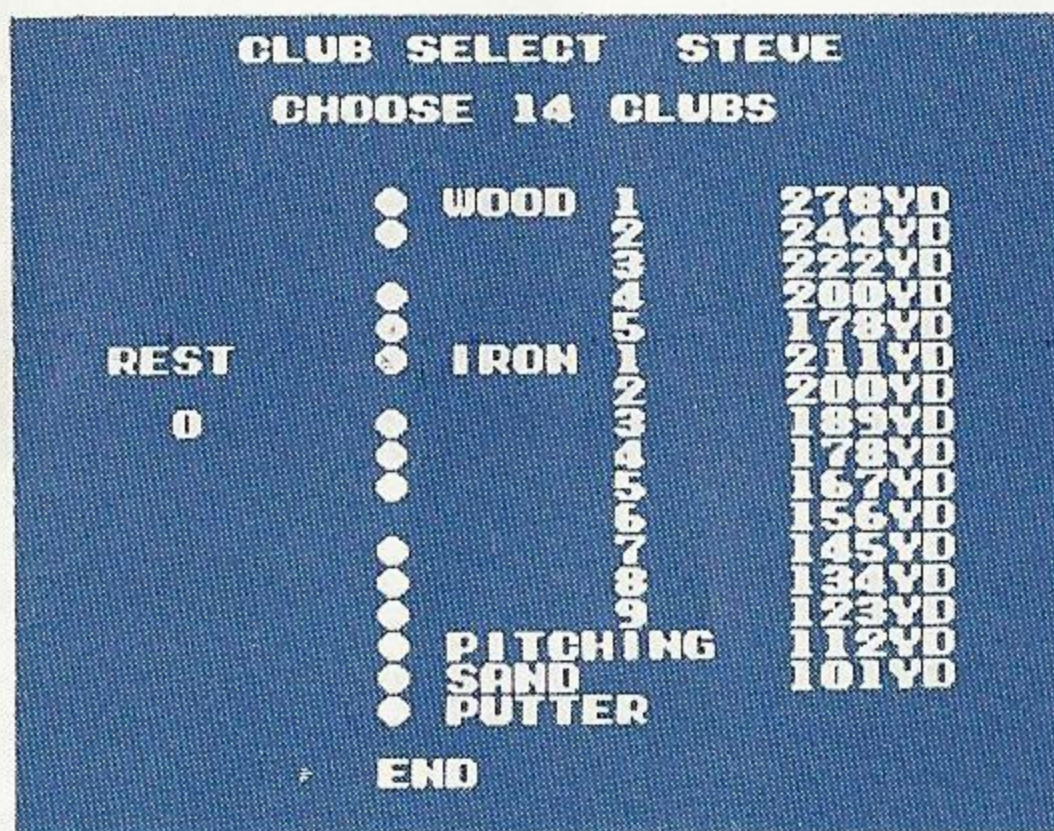 CLUB SELECT STEVE
CHOOSE 14 CLUBS
● WOOD 1 278YD
● 2 244YD
3 222YD
● 4 200YD
● 5 178YD
REST ● IRON 1 211YD
2 200YD
0 ● 3 189YD
● 4 178YD
● 5 167YD
6 156YD
● 7 145YD
● 8 134YD
● 9 123YD
● PITCHING 112YD
● SAND 101YD
● PUTTER
END